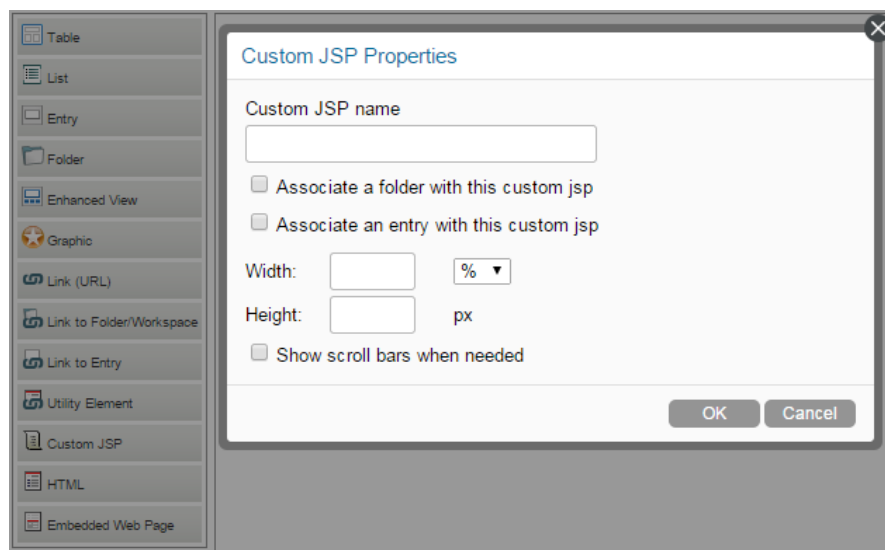 Table
List
Entry
Folder
Enhanced View
Graphic
Link (URL)
Link to Folder/Workspace
Link to Entry
Utility Element
Custom JSP
HTML
Embedded Web Page
Custom JSP Properties
Custom JSP name
Associate a folder with this custom jsp
Associate an entry with this custom jsp
Width: %
Height: px
Show scroll bars when needed
OK Cancel